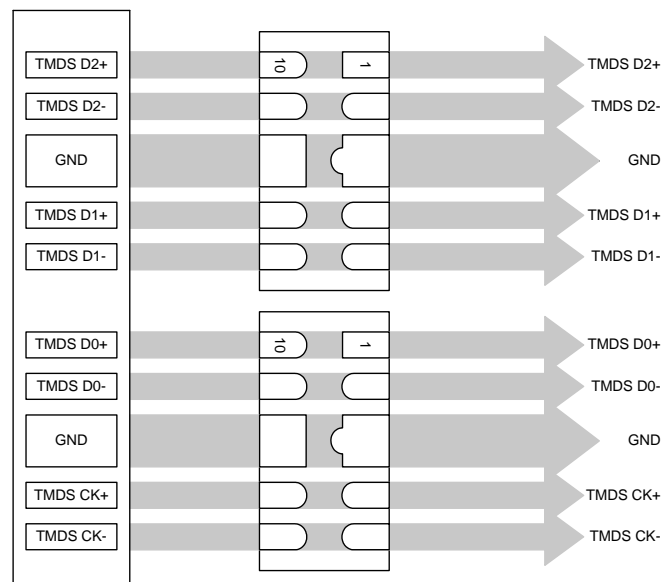 TMDS D2+ 10 1 TMDS D2+
TMDS D2- TMDS D2-
GND GND
TMDS D1+ TMDS D1+
TMDS D1- TMDS D1-
TMDS D0+ 10 1 TMDS D0+
TMDS D0- TMDS D0-
GND GND
TMDS CK+ TMDS CK+
TMDS CK- TMDS CK-